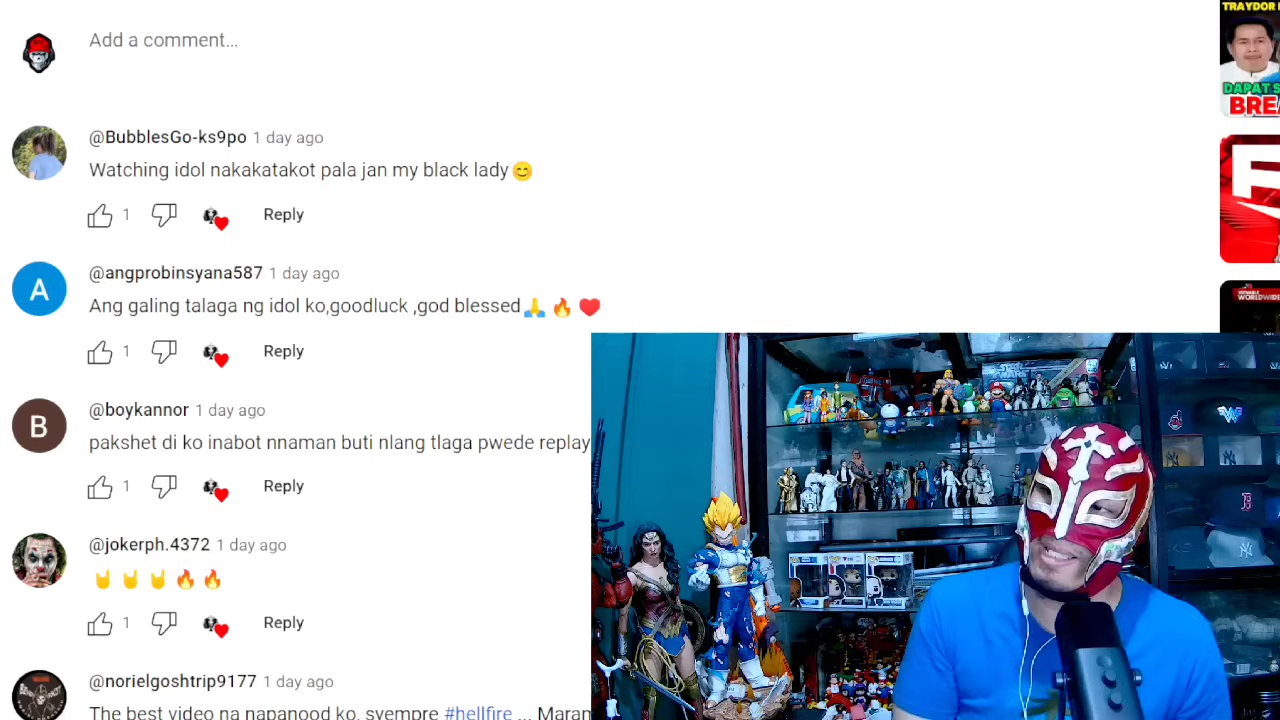 TRAYDOR
DAPAT S
BRE
Add a comment...
@BubblesGo-ks9po 1 day ago
Watching idol nakakatakot pala jan my black lady😊
1 Reply
@angprobinsyana587 1 day ago
A
Ang galing talaga ng idol ko,goodluck ,god blessed🙏 🔥 ❤️
1 Reply
WORLDWIDE
@boykannor 1 day ago
B
pakshet di ko inabot nnaman buti nlang tlaga pwede replay
1 Reply
@jokerph.4372 1 day ago
🤘 🤘 🤘 🔥 🔥
1 Reply
@norielgoshtrip9177 1 day ago
The best video na napanood ko, syempre #hellfire ... Maran